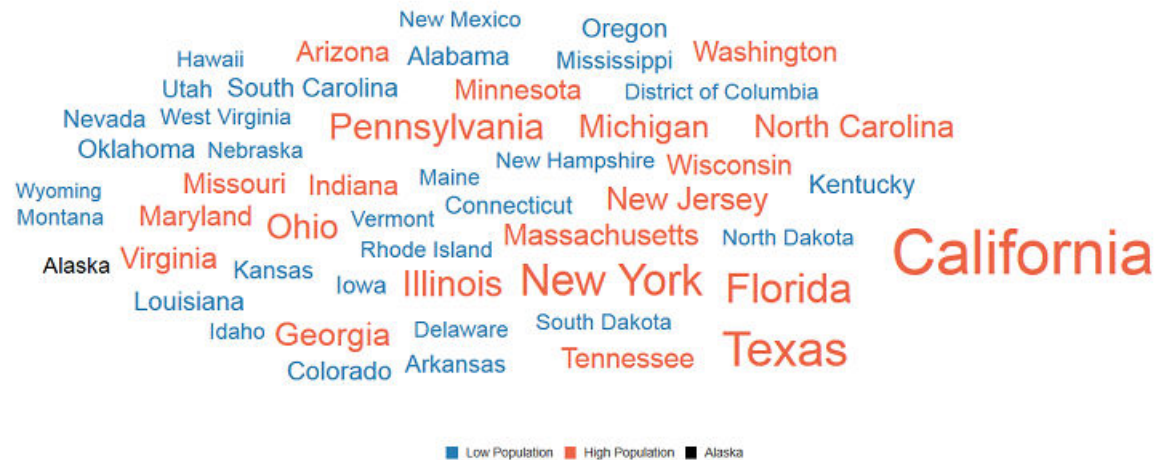 New Mexico
Oregon
Hawaii Arizona Alabama Mississippi Washington
Utah South Carolina Minnesota District of Columbia
Nevada West Virginia Pennsylvania Michigan North Carolina
Oklahoma Nebraska New Hampshire Wisconsin
Wyoming Missouri Indiana Maine Kentucky
Montana Maryland Ohio Vermont Connecticut New Jersey
Rhode Island Massachusetts North Dakota California
Alaska Virginia Kansas Iowa Illinois New York Florida
Louisiana
Idaho Georgia Delaware South Dakota
Colorado Arkansas Tennessee Texas
Low Population High Population Alaska